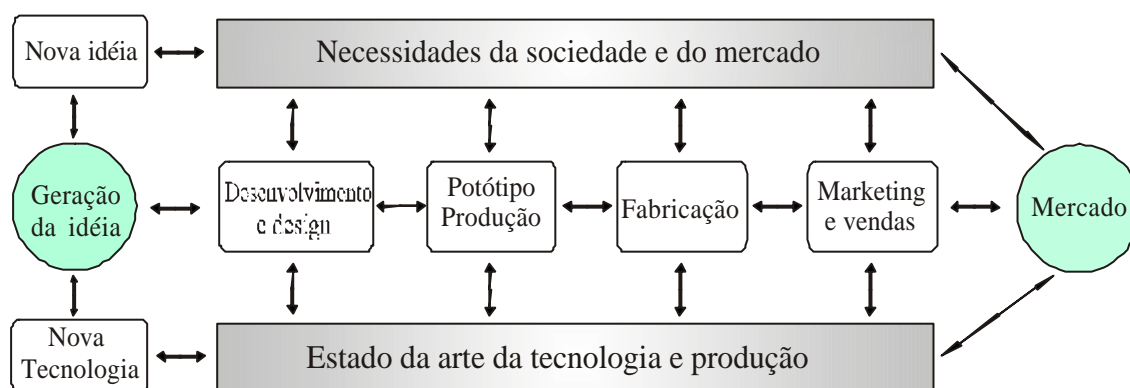 Nova idéia
Necessidades da sociedade e do mercado
Geração
da idéia
Desenvolvimento
e design
Potótipo
Produção
Fabricação
Marketing
e vendas
Mercado
Nova
Tecnologia
Estado da arte da tecnologia e produção